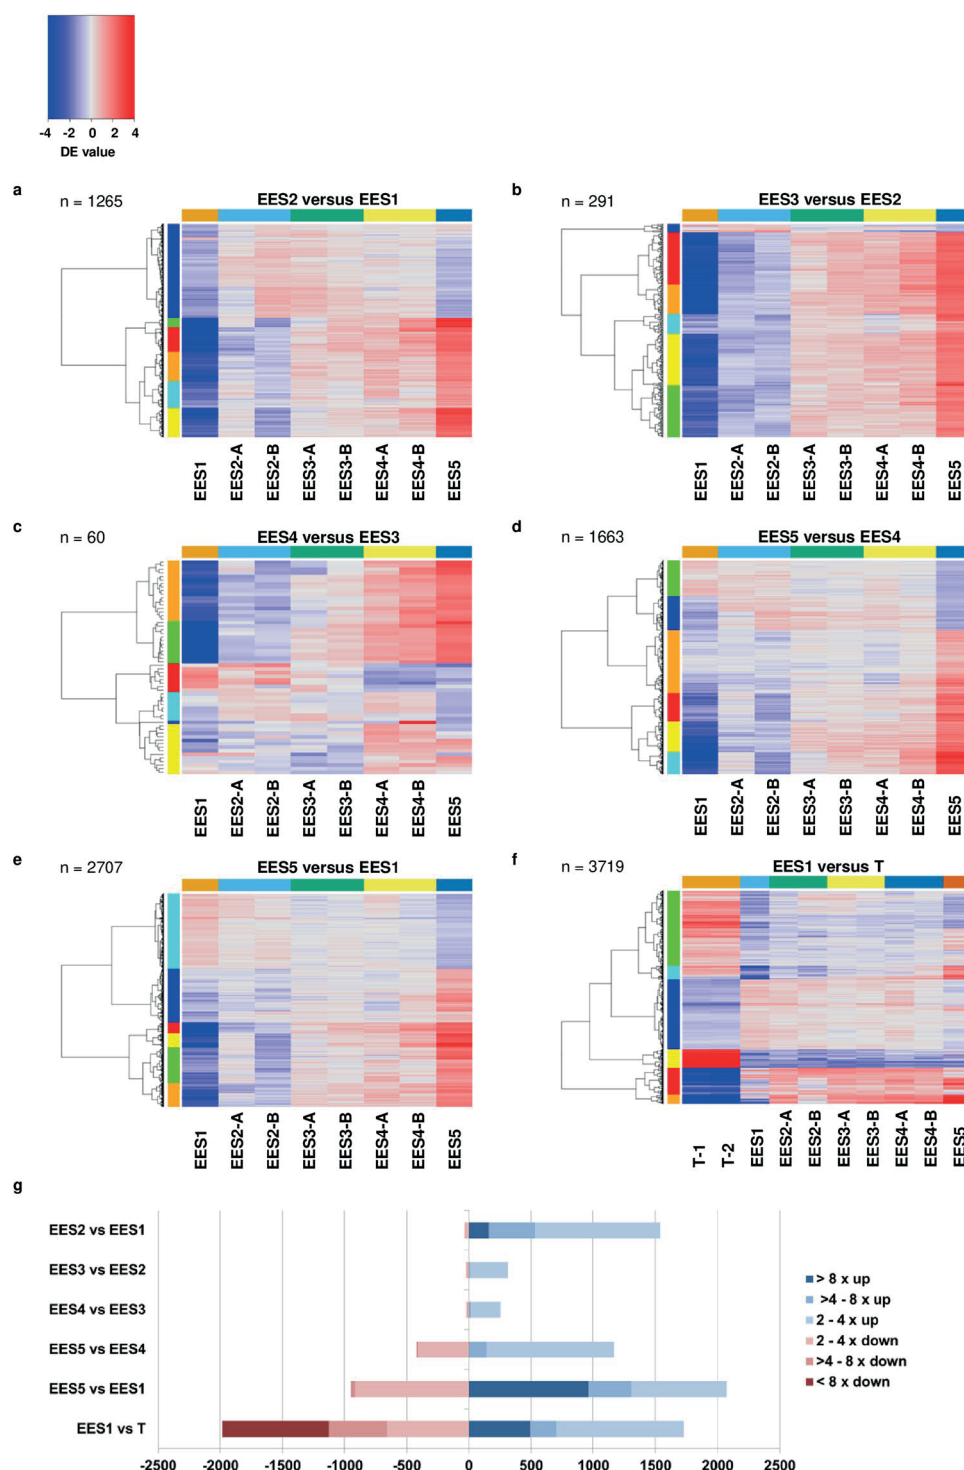 -4 -2 0 2 4
DE value
a
n = 1265
EES2 versus EES1
EES1 EES2-A EES2-B EES3-A EES3-B EES4-A EES4-B EES5
b
n = 291
EES3 versus EES2
EES1 EES2-A EES2-B EES3-A EES3-B EES4-A EES4-B EES5
c
n = 60
EES4 versus EES3
EES1 EES2-A EES2-B EES3-A EES3-B EES4-A EES4-B EES5
d
n = 1663
EES5 versus EES4
EES1 EES2-A EES2-B EES3-A EES3-B EES4-A EES4-B EES5
e
n = 2707
EES5 versus EES1
EES1 EES2-A EES2-B EES3-A EES3-B EES4-A EES4-B EES5
f
n = 3719
EES1 versus T
T-1 T-2 EES1 EES2-A EES2-B EES3-A EES3-B EES4-A EES4-B EES5
g
EES2 vs EES1
EES3 vs EES2
EES4 vs EES3
EES5 vs EES4
EES5 vs EES1
EES1 vs T
-2500 -2000 -1500 -1000 -500 0 500 1000 1500 2000 2500
> 8 x up
>4 - 8 x up
2 - 4 x up
2 - 4 x down
>4 - 8 x down
< 8 x down